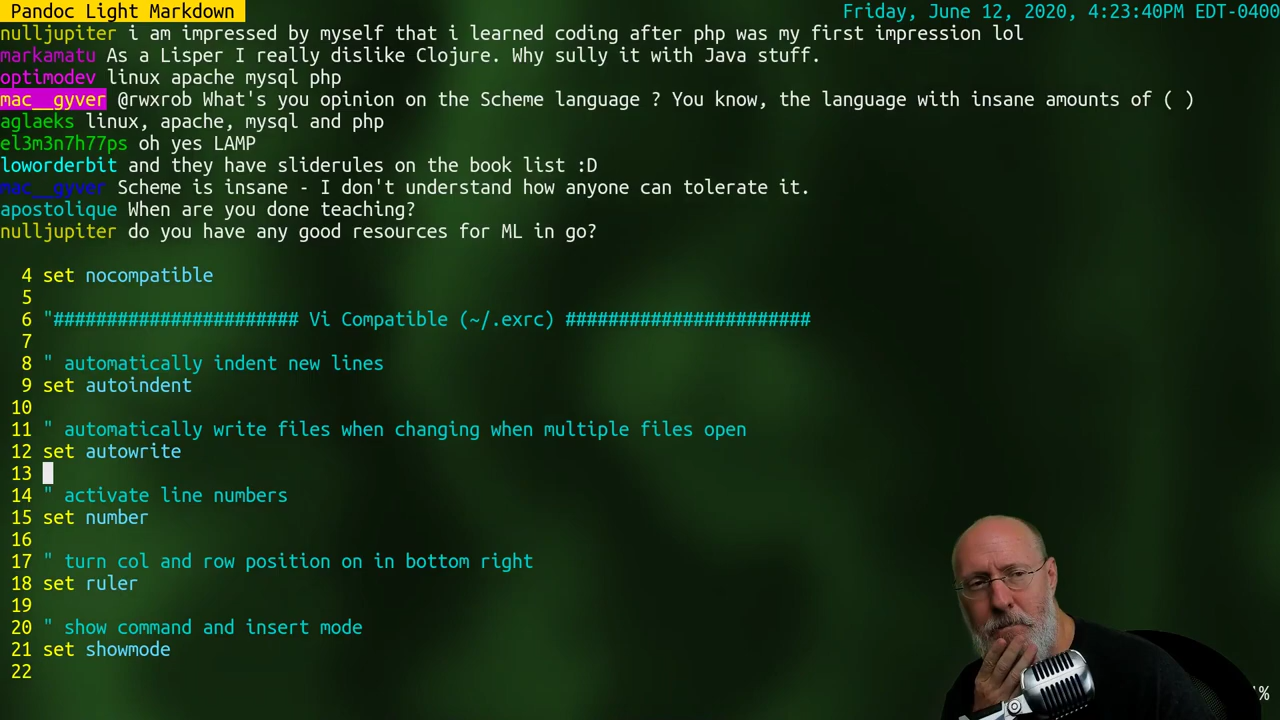 Pandoc Light Markdown
Friday, June 12, 2020, 4:23:40PM EDT-0400
nulljupiter i am impressed by myself that i learned coding after php was my first impression lol
markamatu As a Lisper I really dislike Clojure. Why sully it with Java stuff.
optimodev linux apache mysql php
mac__gyver @rwxrob What's you opinion on the Scheme language ? You know, the language with insane amounts of ( )
aglaeks linux, apache, mysql and php
el3m3n7h77ps oh yes LAMP
loworderbit and they have sliderules on the book list :D
mac__gyver Scheme is insane - I don't understand how anyone can tolerate it.
apostolique When are you done teaching?
nulljupiter do you have any good resources for ML in go?
4 set nocompatible
5
6 "####################### Vi Compatible (~/.exrc) #######################
7
8 " automatically indent new lines
9 set autoindent
10
11 " automatically write files when changing when multiple files open
12 set autowrite
13
14 " activate line numbers
15 set number
16
17 " turn col and row position on in bottom right
18 set ruler
19
20 " show command and insert mode
21 set showmode
22